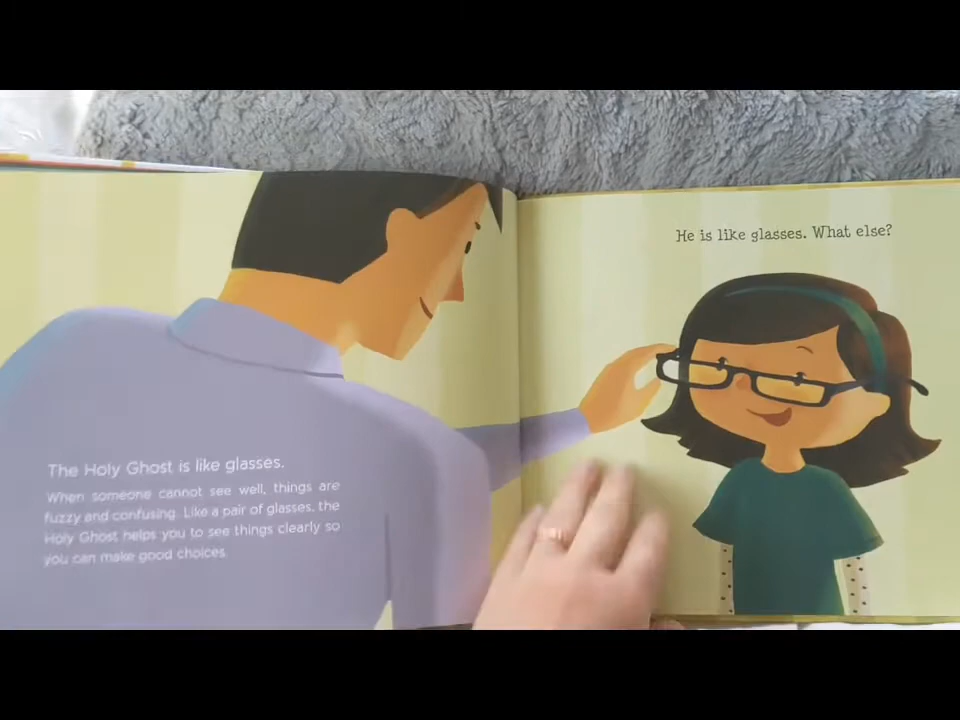 The Holy Ghost is like glasses.
When someone cannot see well, things are
fuzzy and confusing. Like a pair of glasses, the
Holy Ghost helps you to see things clearly so
you can make good choices.
He is like glasses. What else?